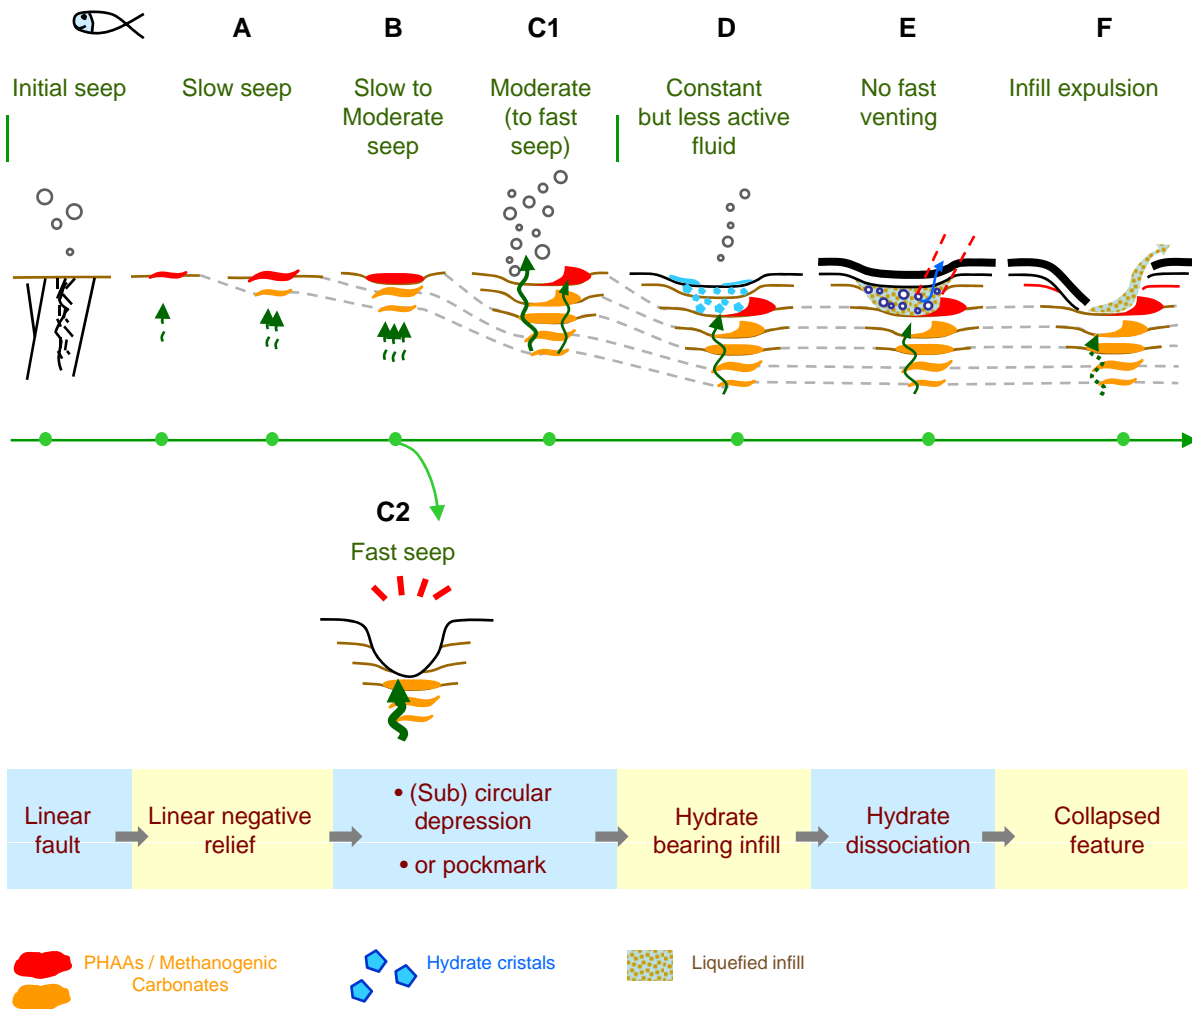 A
B
C1
D
E
F
Initial seep
Slow seep
Slow to
Moderate
seep
Moderate
(to fast
seep)
Constant
but less active
fluid
No fast
venting
Infill expulsion
C2
Fast seep
Linear
fault
Linear negative
relief
• (Sub) circular
depression
• or pockmark
Hydrate
bearing infill
Hydrate
dissociation
Collapsed
feature
PHAAs / Methanogenic
Carbonates
Hydrate cristals
Liquefied infill